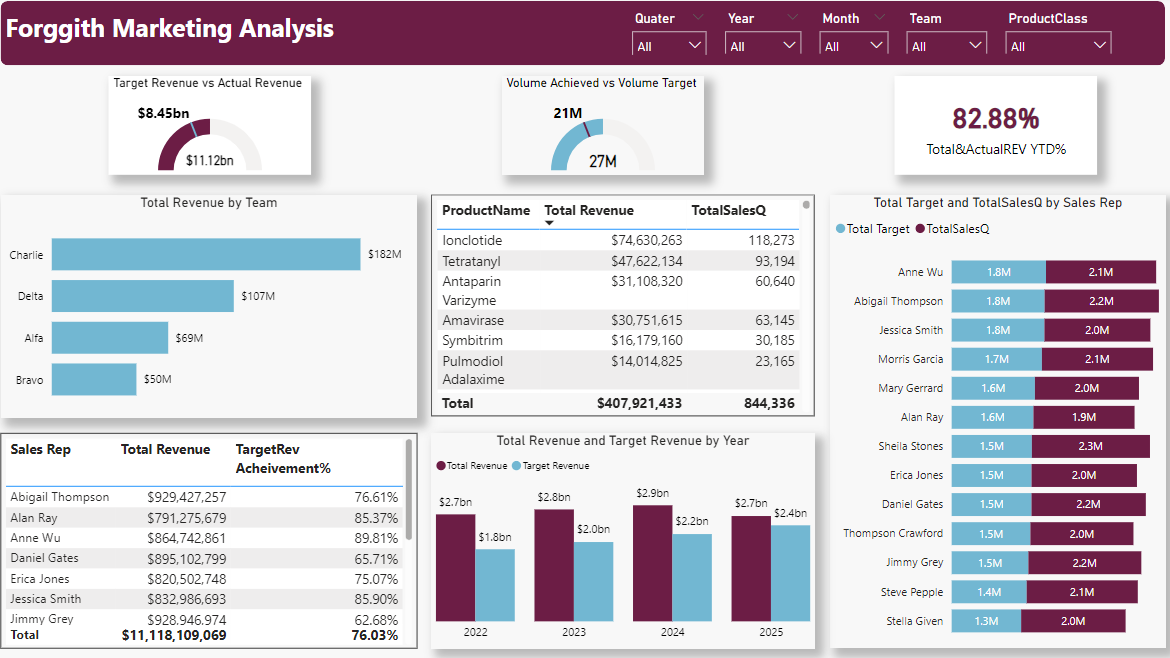 Forggith Marketing Analysis
Quater
Year
Month
Team
ProductClass
All
All
All
All
All
Target Revenue vs Actual Revenue
$8.45bn
$11.12bn
Volume Achieved vs Volume Target
21M
27M
82.88%
Total&ActualREV YTD%
Total Revenue by Team
Charlie $182M
Delta $107M
Alfa $69M
Bravo $50M
ProductName Total Revenue TotalSalesQ
Ionclotide $74,630,263 118,273
Tetratanyl $47,622,134 93,194
Antaparin $31,108,320 60,640
Varizyme
Amavirase $30,751,615 63,145
Symbitrim $16,179,160 30,185
Pulmodiol $14,014,825 23,165
Adalaxime
Total $407,921,433 844,336
Total Target and TotalSalesQ by Sales Rep
Total Target TotalSalesQ
Anne Wu 1.8M 2.1M
Abigail Thompson 1.8M 2.2M
Jessica Smith 1.8M 2.0M
Morris Garcia 1.7M 2.1M
Mary Gerrard 1.6M 2.0M
Alan Ray 1.6M 1.9M
Sheila Stones 1.5M 2.3M
Erica Jones 1.5M 2.0M
Daniel Gates 1.5M 2.2M
Thompson Crawford 1.5M 2.0M
Jimmy Grey 1.5M 2.2M
Steve Pepple 1.4M 2.1M
Stella Given 1.3M 2.0M
Sales Rep Total Revenue TargetRev
Acheivement%
Abigail Thompson $929,427,257 76.61%
Alan Ray $791,275,679 85.37%
Anne Wu $864,742,861 89.81%
Daniel Gates $895,102,799 65.71%
Erica Jones $820,502,748 75.07%
Jessica Smith $832,986,693 85.90%
Jimmy Grey $928,946,974 62.68%
Total $11,118,109,069 76.03%
Total Revenue and Target Revenue by Year
Total Revenue Target Revenue
$2.7bn $1.8bn
$2.8bn $2.0bn
$2.9bn $2.2bn
$2.7bn $2.4bn
2022 2023 2024 2025